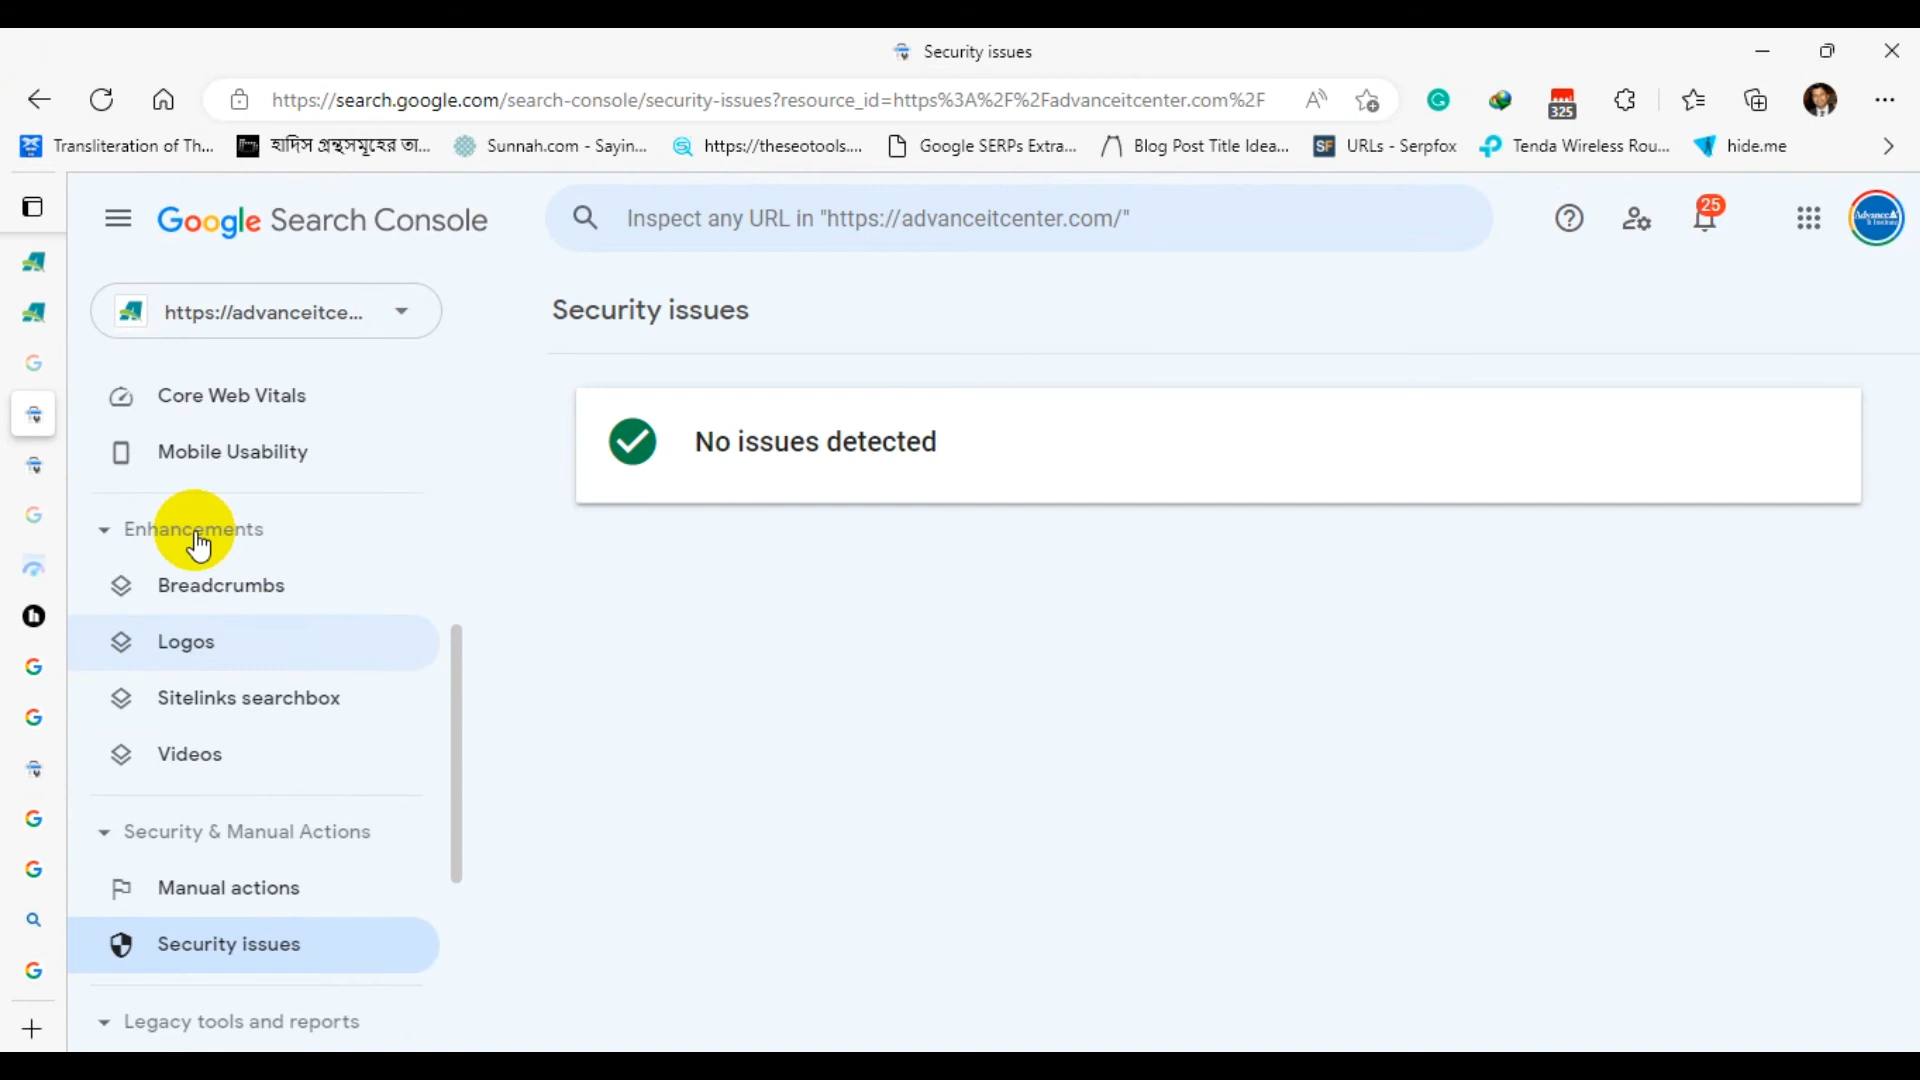 Security issues
https://search.google.com/search-console/security-issues?resource_id=https%3A%2F%2Fadvanceitcenter.com%2F
325
Transliteration of Th...
হাদিস গ্রন্থসমূহের তা...
Sunnah.com - Sayin...
https://theseotools....
Google SERPs Extra...
Blog Post Title Idea...
SF URLs - Serpfox
Tenda Wireless Rou...
hide.me
Google Search Console
Inspect any URL in "https://advanceitcenter.com/"
25
https://advanceitce...
Security issues
Core Web Vitals
No issues detected
Mobile Usability
Enhancements
Breadcrumbs
Logos
Sitelinks searchbox
Videos
Security & Manual Actions
Manual actions
Security issues
Legacy tools and reports